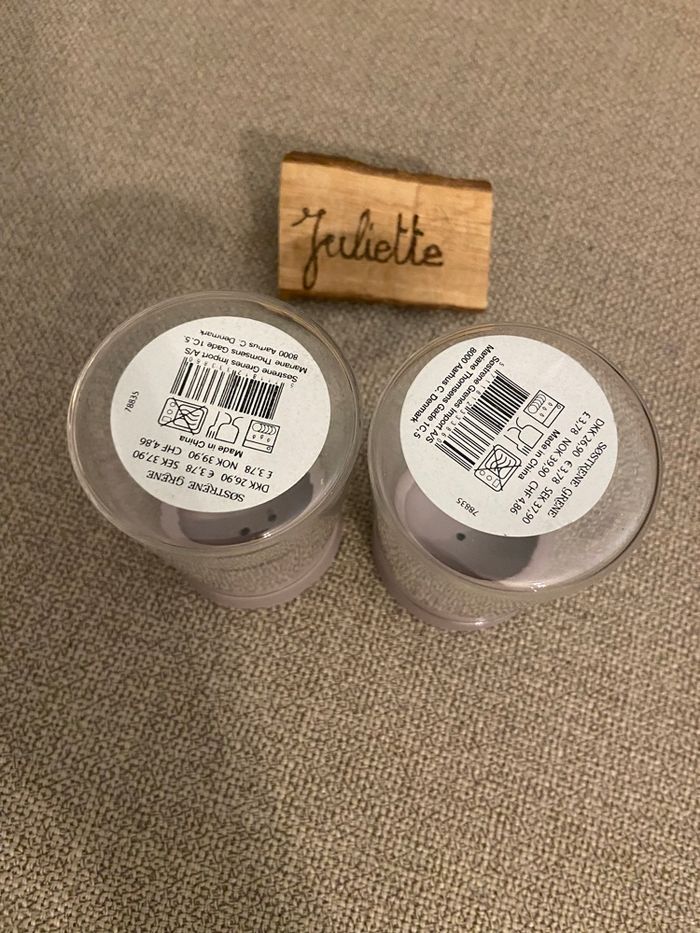 Juliette
SØSTRENE GRENE
DKK 26,90 € 3,78 SEK 37,90
£ 3,78 NOK 39,90 CHF 4,86
Made in China
Søstrene Grenes Import A/S
Mariane Thomsens Gade 1C, 5.
8000 Aarhus C. Denmark
78835
SØSTRENE GRENE
DKK 26,90 € 3,78 SEK 37,90
£ 3,78 NOK 39,90 CHF 4,86
Made in China
Søstrene Grenes Import A/S
Mariane Thomsens Gade 1C, 5
8000 Aarhus C. Denmark
78835